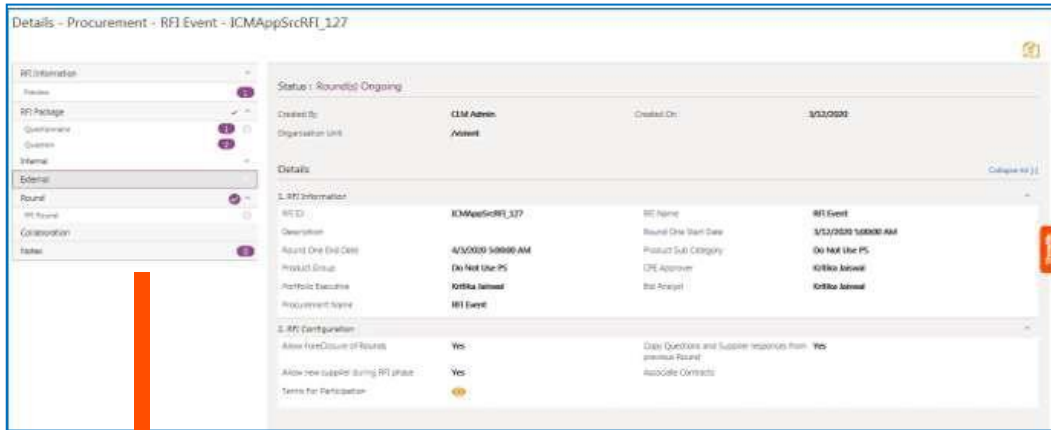 Details - Procurement - RFI Event - ICMAppSrcRFI_127
RFI Information
Preview 1
RFI Package
Questionnaire 1
Question 2
Internal
External
Round
RFI Round
Collaboration
Notes
Status : Round(s) Ongoing
Created By CLM Admin Created On 3/12/2020
Organization Unit
Details Collapse All [-]
1. RFI Information
RFI ID ICMAppSrcRFI_127 RFI Name RFI Event
Description Round One Start Date 3/12/2020 5:00:00 AM
Round One End Date 4/3/2020 5:00:00 AM Product Sub Category Do Not Use PS
Product Group Do Not Use PS CPE Approver Kritika Jaiswal
Portfolio Executive Kritika Jaiswal Bid Analyst Kritika Jaiswal
Procurement Name RFI Event
2. RFI Configuration
Allow ForeClosure of Rounds Yes Copy Questions and Supplier responses from previous Round Yes
Allow new supplier during RFI phase Yes Associate Contracts
Terms For Participation